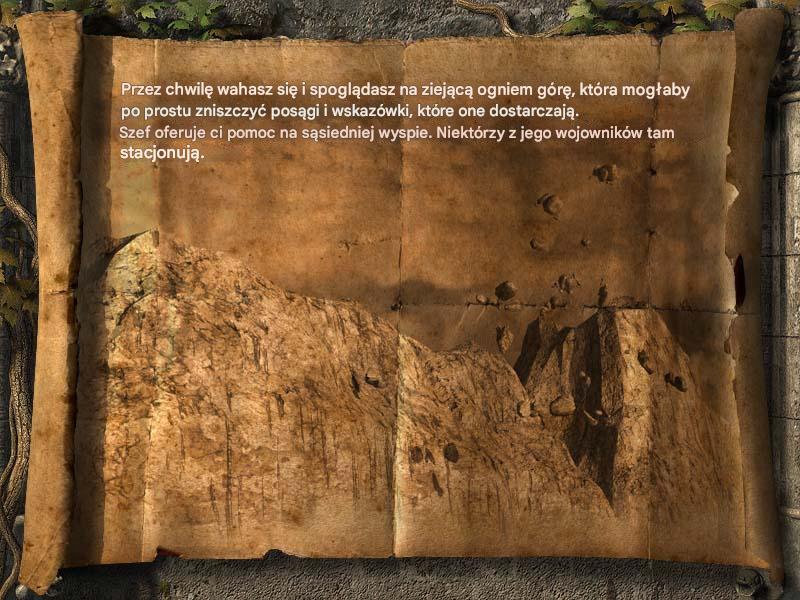 Przez chwilę wahasz się i spoglądasz na ziejącą ogniem górę, która mogłaby
po prostu zniszczyć posągi i wskazówki, które one dostarczają.
Szef oferuje ci pomoc na sąsiedniej wyspie. Niektórzy z jego wojowników tam
stacjonują.